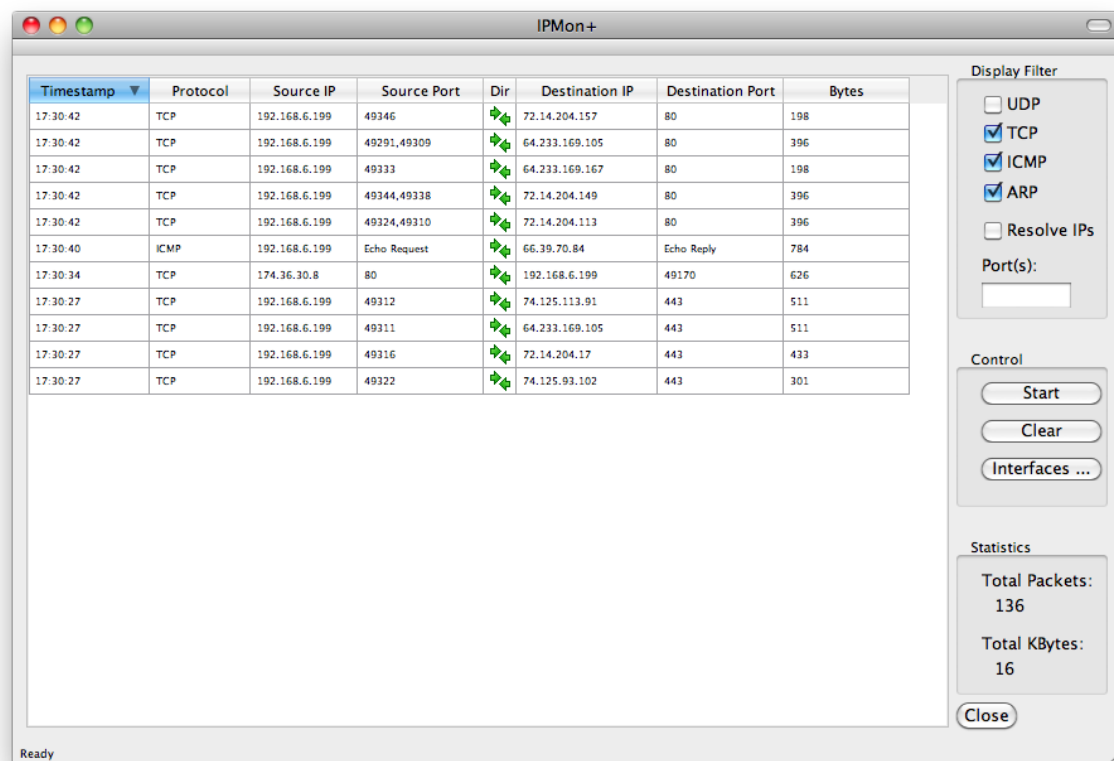 IPMon+
Timestamp Protocol Source IP Source Port Dir Destination IP Destination Port Bytes
17:30:42 TCP 192.168.6.199 49346 72.14.204.157 80 198
17:30:42 TCP 192.168.6.199 49291,49309 64.233.169.105 80 396
17:30:42 TCP 192.168.6.199 49333 64.233.169.167 80 198
17:30:42 TCP 192.168.6.199 49344,49338 72.14.204.149 80 396
17:30:42 TCP 192.168.6.199 49324,49310 72.14.204.113 80 396
17:30:40 ICMP 192.168.6.199 Echo Request 66.39.70.84 Echo Reply 784
17:30:34 TCP 174.36.30.8 80 192.168.6.199 49170 626
17:30:27 TCP 192.168.6.199 49312 74.125.113.91 443 511
17:30:27 TCP 192.168.6.199 49311 64.233.169.105 443 511
17:30:27 TCP 192.168.6.199 49316 72.14.204.17 443 433
17:30:27 TCP 192.168.6.199 49322 74.125.93.102 443 301
Display Filter
UDP
TCP
ICMP
ARP
Resolve IPs
Port(s):
Control
Start
Clear
Interfaces ...
Statistics
Total Packets:
136
Total KBytes:
16
Close
Ready